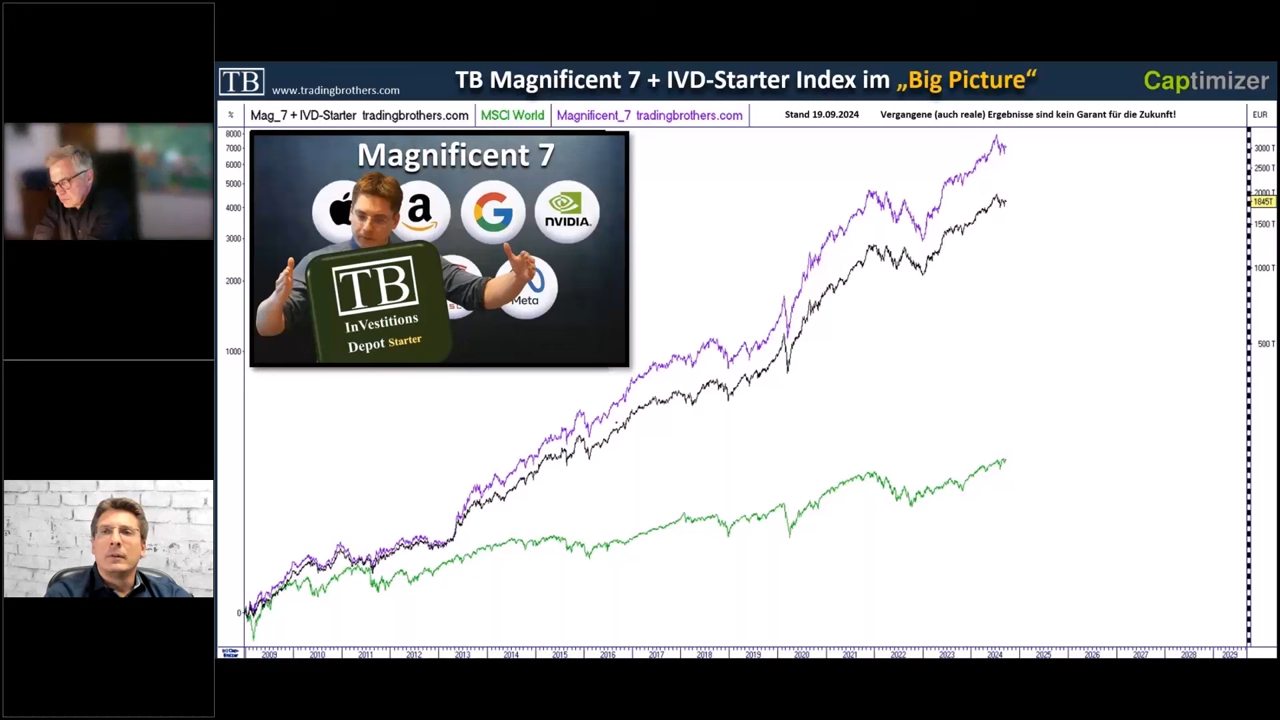 TB www.tradingbrothers.com
TB Magnificent 7 + IVD-Starter Index im „Big Picture“
Captimizer
% Mag_7 + IVD-Starter tradingbrothers.com MSCI World Magnificent_7 tradingbrothers.com Stand 19.09.2024 Vergangene (auch reale) Ergebnisse sind kein Garant für die Zukunft! EUR
Magnificent 7
a
G
NVIDIA.
Meta
TB
InVestitions
Depot Starter
8000
7000
6000
5000
4000
3000
2000
1000
0
3000 T
2500 T
2000 T
1845T
1500 T
1000 T
500 T
2009 2010 2011 2012 2013 2014 2015 2016 2017 2018 2019 2020 2021 2022 2023 2024 2025 2026 2027 2028 2029